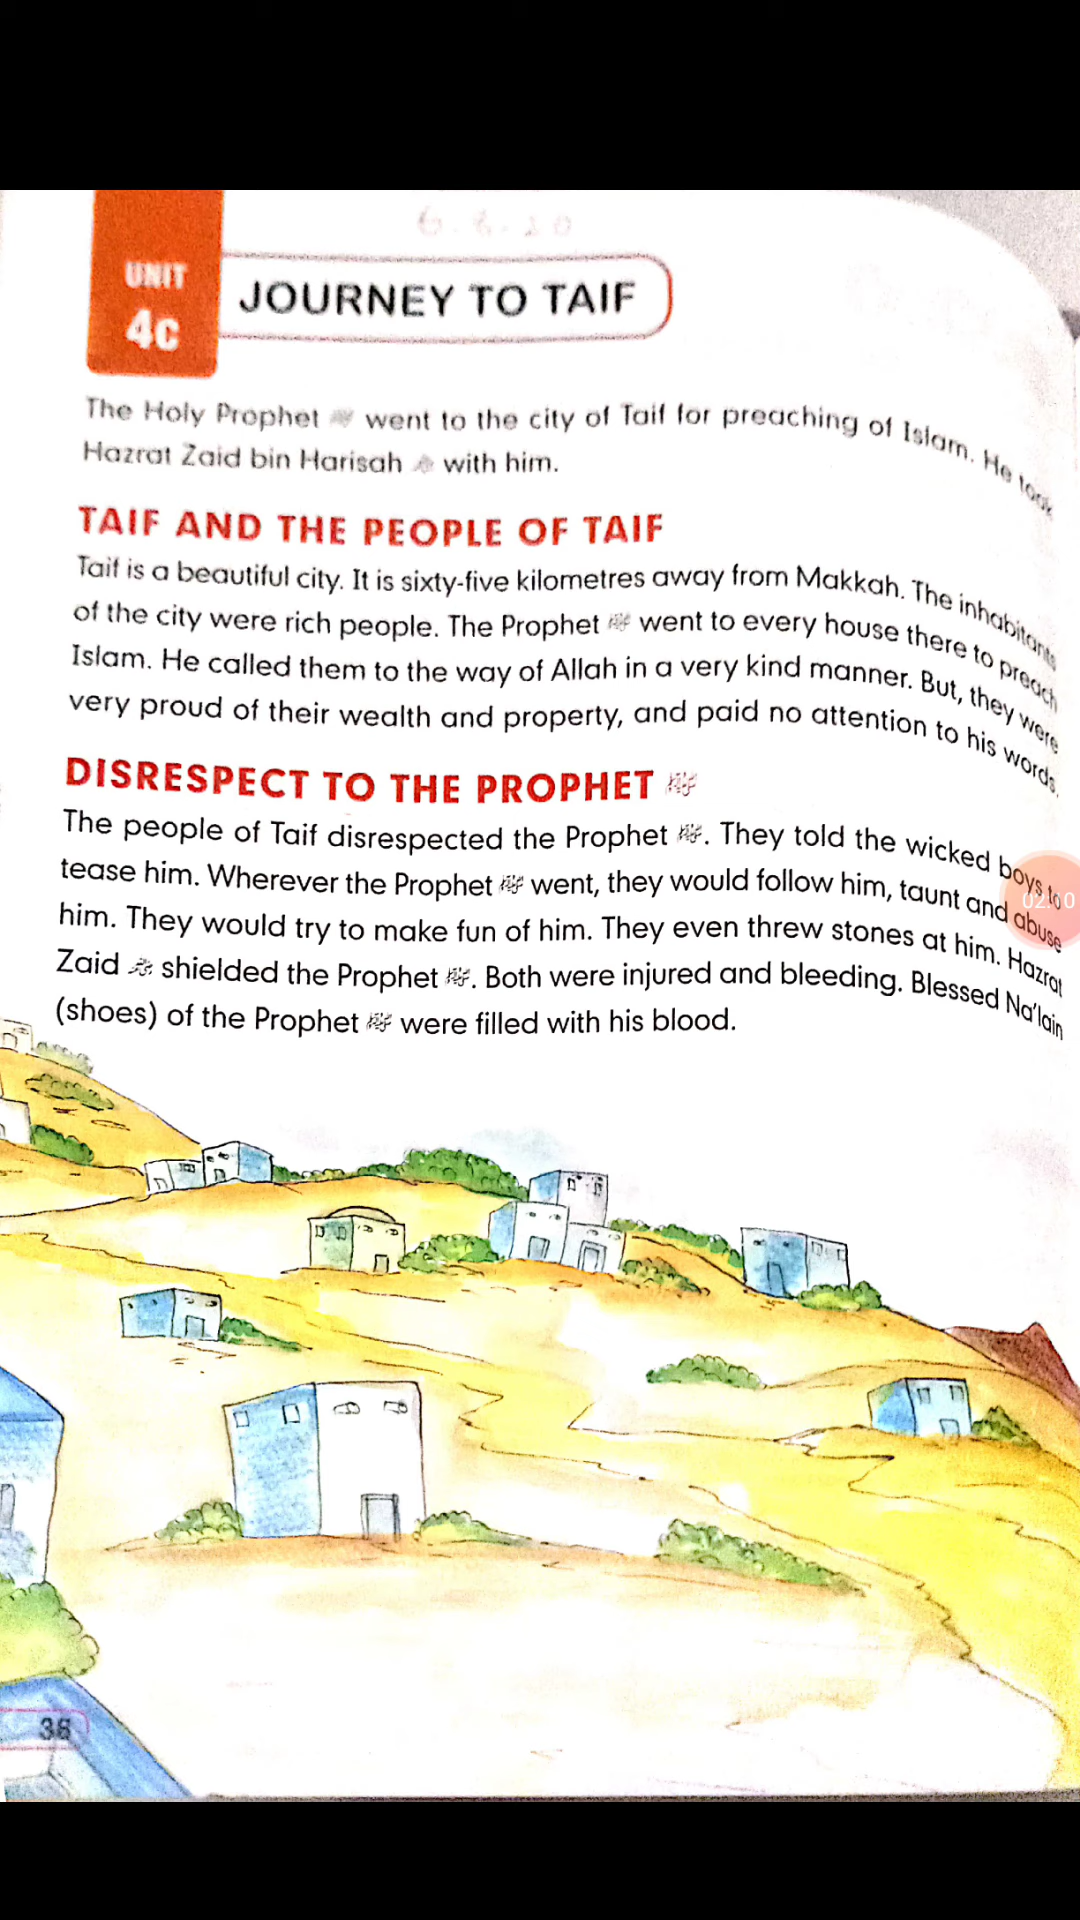 6.8.20
UNIT
4c
JOURNEY TO TAIF
The Holy Prophet ﷺ went to the city of Taif for preaching of Islam. He took
Hazrat Zaid bin Harisah with him.
TAIF AND THE PEOPLE OF TAIF
Taif is a beautiful city. It is sixty-five kilometres away from Makkah. The inhabitants
of the city were rich people. The Prophet ﷺ went to every house there to preach
Islam. He called them to the way of Allah in a very kind manner. But, they were
very proud of their wealth and property, and paid no attention to his words.
DISRESPECT TO THE PROPHET ﷺ
The people of Taif disrespected the Prophet ﷺ. They told the wicked boys to
tease him. Wherever the Prophet ﷺ went, they would follow him, taunt and abuse
him. They would try to make fun of him. They even threw stones at him. Hazrat
Zaid shielded the Prophet ﷺ. Both were injured and bleeding. Blessed Na'lain
(shoes) of the Prophet ﷺ were filled with his blood.
02:00
38